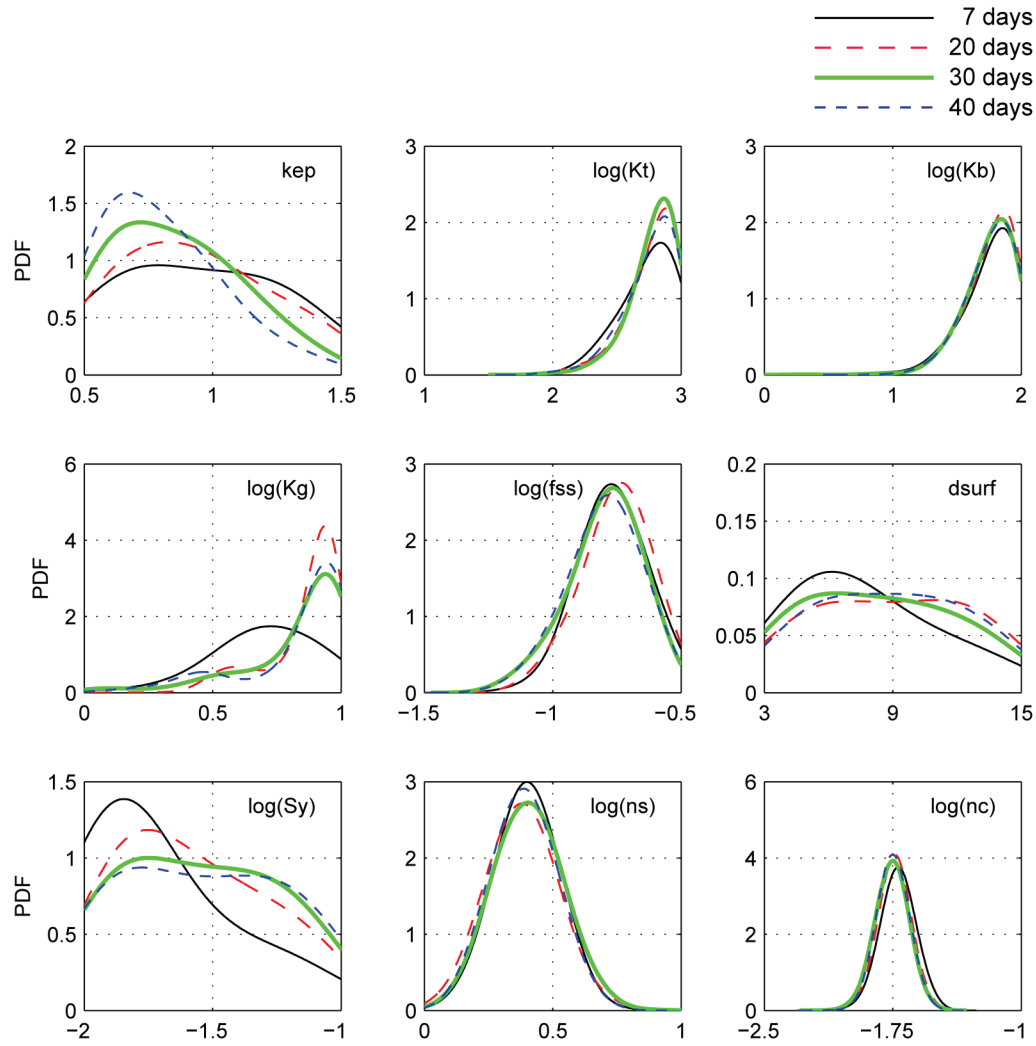 7 days
20 days
30 days
40 days
2
1.5
1
0.5
0
PDF
kep
0.5 1 1.5
3
2
1
0
log(Kt)
1 2 3
3
2
1
0
log(Kb)
0 1 2
6
4
2
0
PDF
log(Kg)
0 0.5 1
3
2
1
0
log(fss)
−1.5 −1 −0.5
0.2
0.15
0.1
0.05
0
dsurf
3 9 15
1.5
1
0.5
0
PDF
log(Sy)
−2 −1.5 −1
3
2
1
0
log(ns)
0 0.5 1
6
4
2
0
log(nc)
−2.5 −1.75 −1